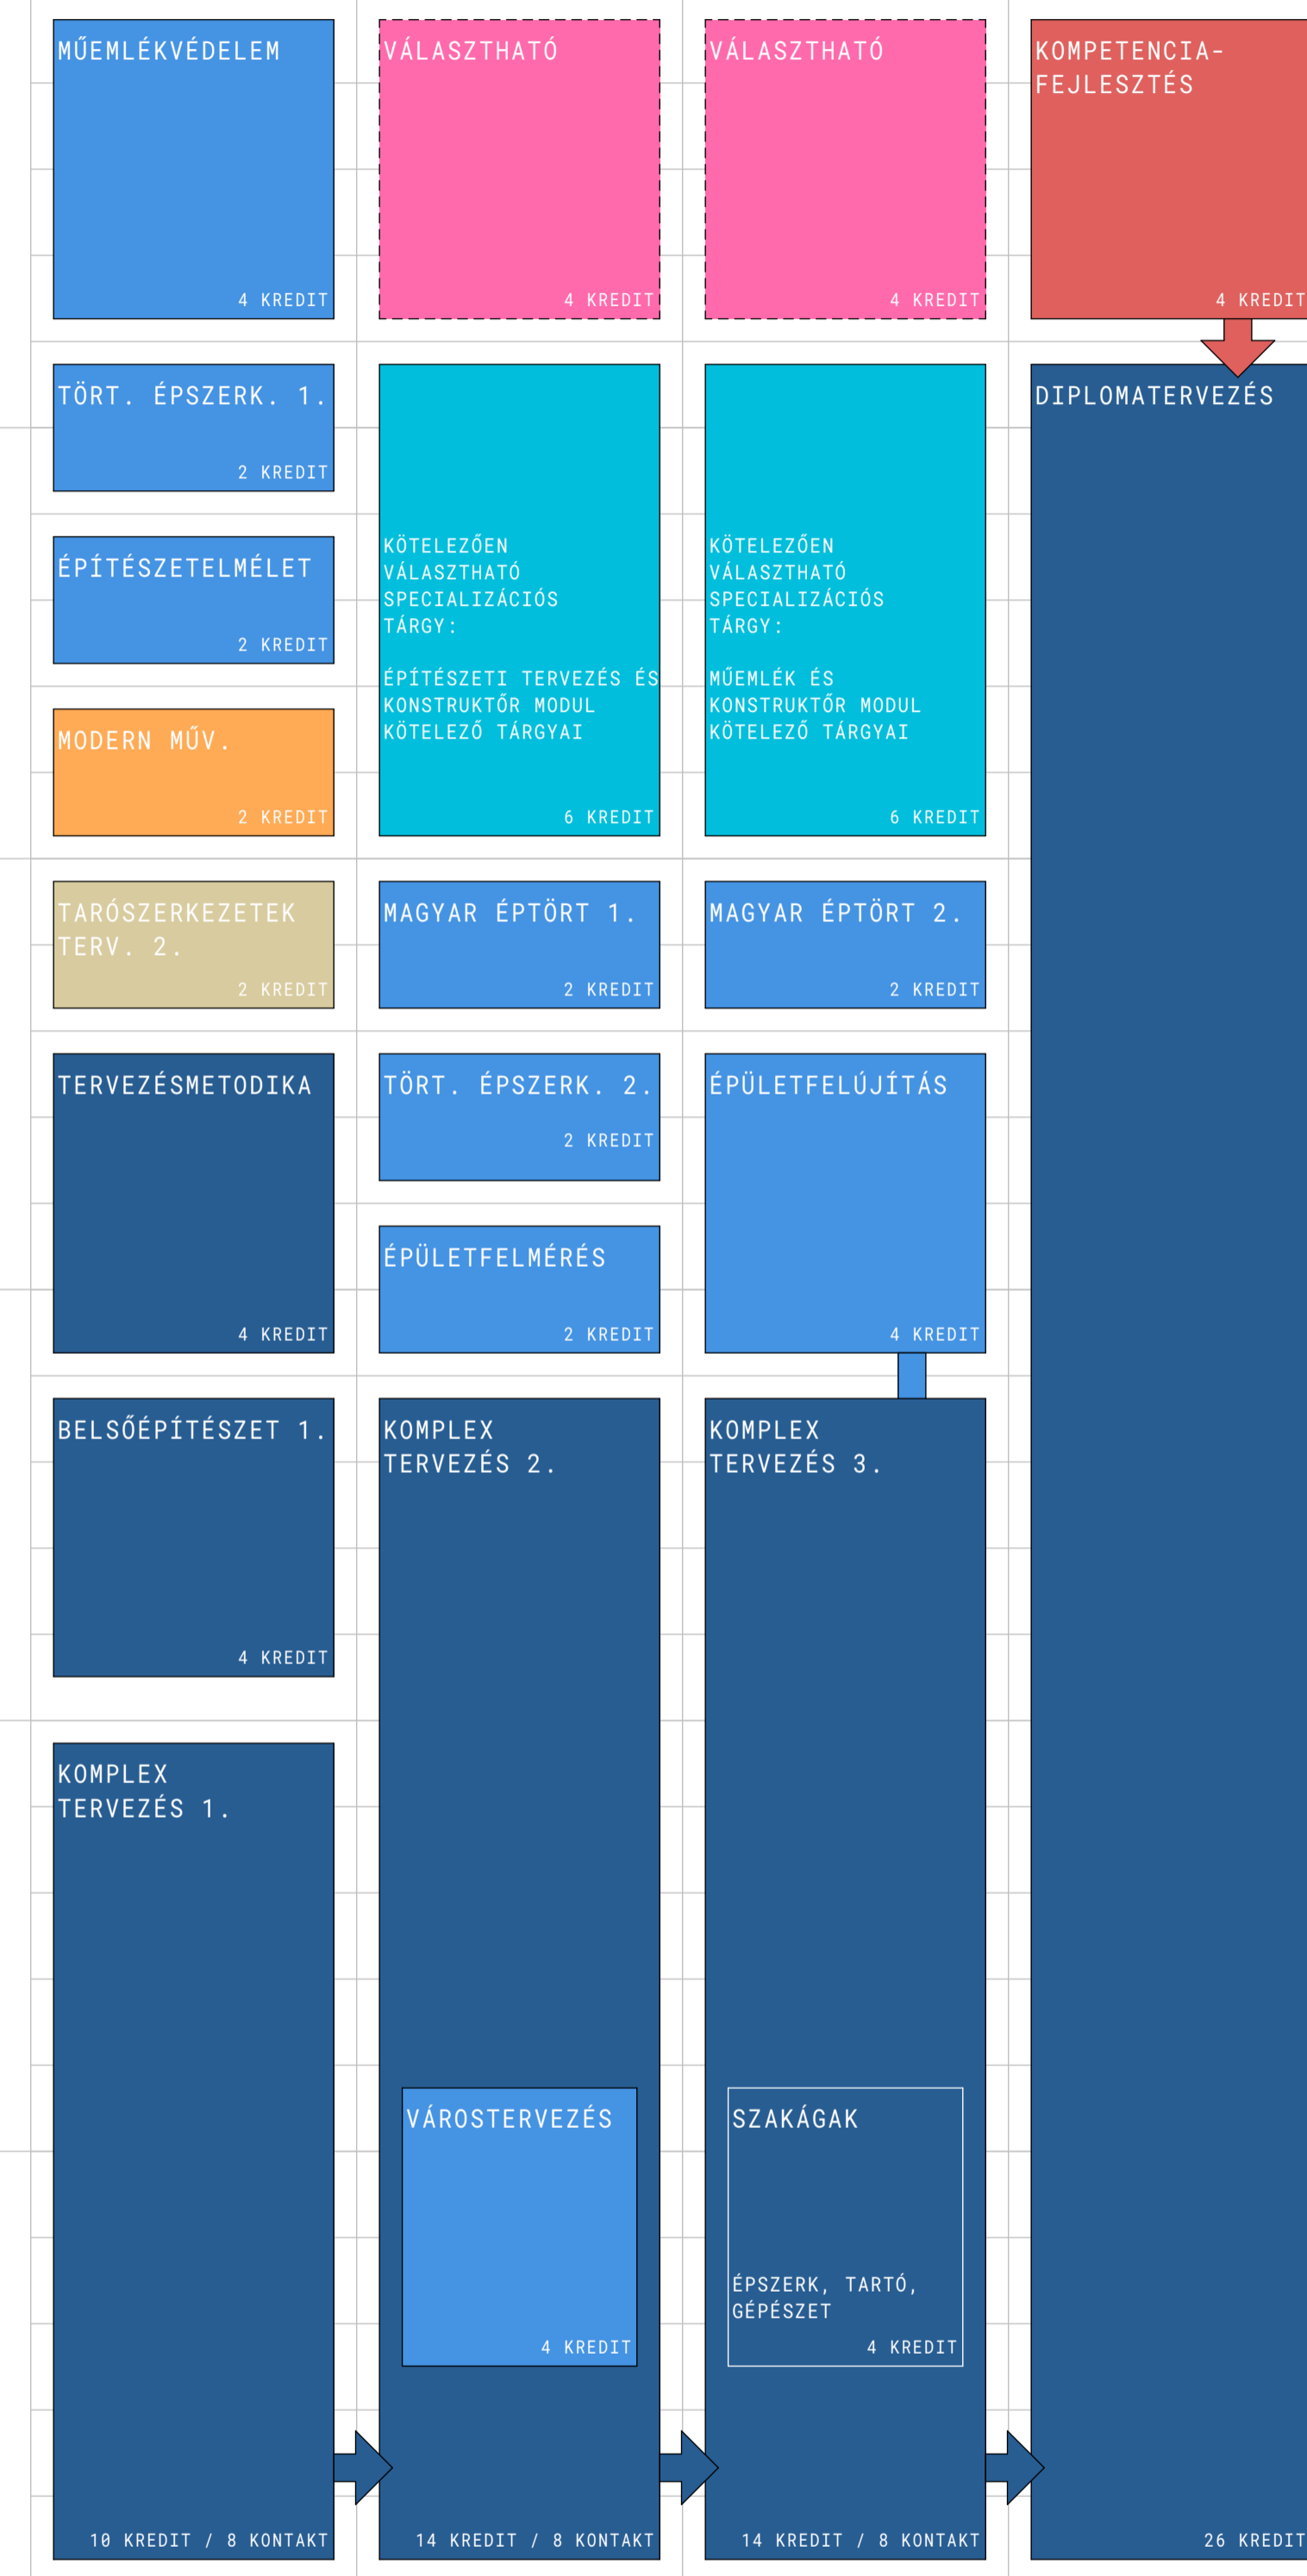 MŰEMLÉKVÉDELEM
4 KREDIT
TÖRT. ÉPSZERK. 1.
2 KREDIT
ÉPÍTÉSZETELMÉLET
2 KREDIT
MODERN MŰV.
2 KREDIT
TARÓSZERKEZETEK
TERV. 2.
2 KREDIT
TERVEZÉSMETODIKA
4 KREDIT
BELSŐÉPÍTÉSZET 1.
4 KREDIT
KOMPLEX
TERVEZÉS 1.
10 KREDIT / 8 KONTAKT
VÁLASZTHATÓ
4 KREDIT
KÖTELEZŐEN
VÁLASZTHATÓ
SPECIALIZÁCIÓS
TÁRGY:
ÉPÍTÉSZETI TERVEZÉS ÉS
KONSTRUKTŐR MODUL
KÖTELEZŐ TÁRGYAI
6 KREDIT
MAGYAR ÉPTÖRT 1.
2 KREDIT
TÖRT. ÉPSZERK. 2.
2 KREDIT
ÉPÜLETFELMÉRÉS
2 KREDIT
KOMPLEX
TERVEZÉS 2.
VÁROSTERVEZÉS
4 KREDIT
14 KREDIT / 8 KONTAKT
VÁLASZTHATÓ
4 KREDIT
KÖTELEZŐEN
VÁLASZTHATÓ
SPECIALIZÁCIÓS
TÁRGY:
MŰEMLÉK ÉS
KONSTRUKTŐR MODUL
KÖTELEZŐ TÁRGYAI
6 KREDIT
MAGYAR ÉPTÖRT 2.
2 KREDIT
ÉPÜLETFELÚJÍTÁS
4 KREDIT
KOMPLEX
TERVEZÉS 3.
SZAKÁGAK
ÉPSZERK, TARTÓ,
GÉPÉSZET
4 KREDIT
14 KREDIT / 8 KONTAKT
KOMPETENCIA-
FEJLESZTÉS
4 KREDIT
DIPLOMATERVEZÉS
26 KREDIT